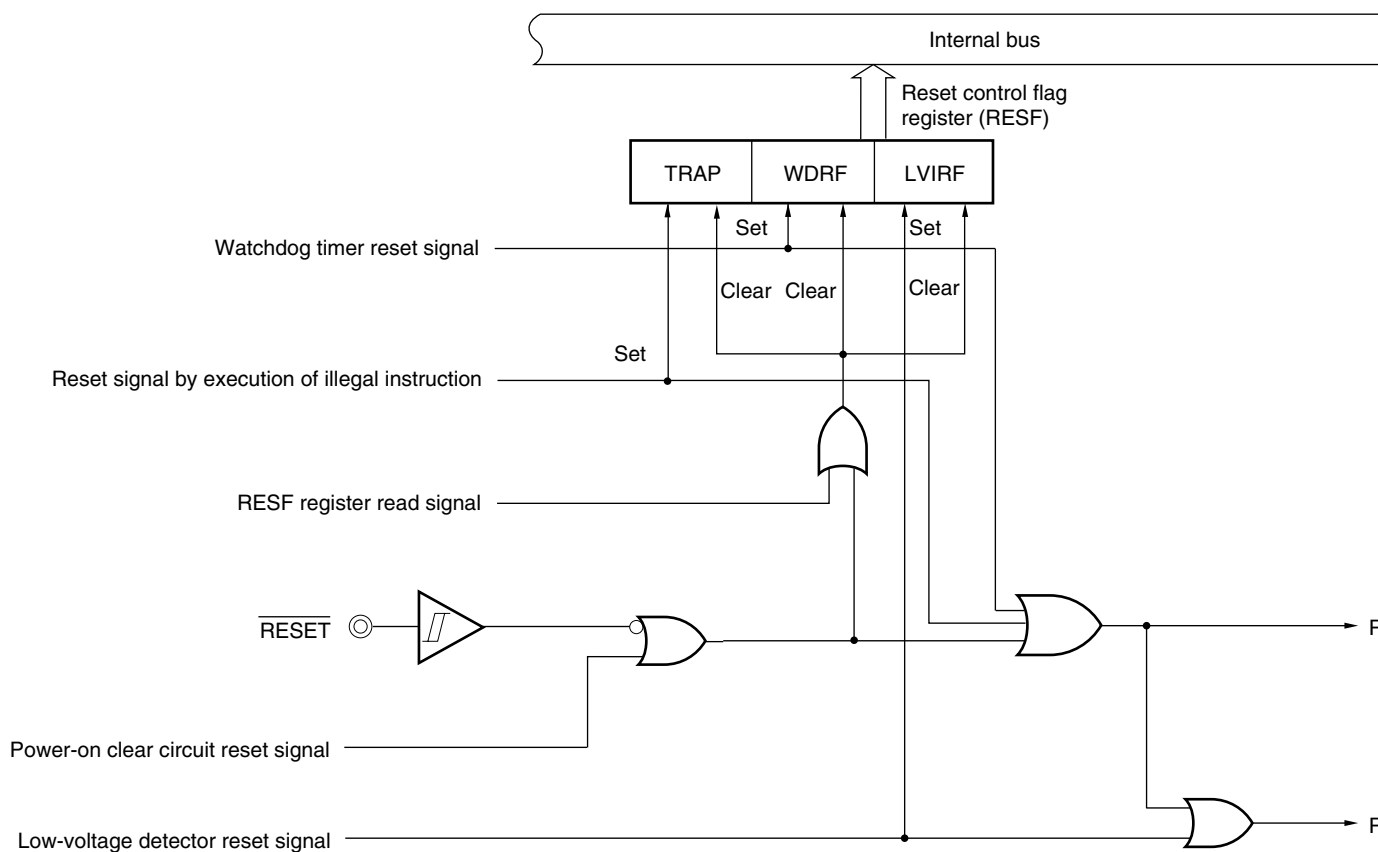 Internal bus
Reset control flag
register (RESF)
TRAP WDRF LVIRF
Set Set
Watchdog timer reset signal
Clear Clear Clear
Set
Reset signal by execution of illegal instruction
RESF register read signal
RESET
Power-on clear circuit reset signal
Low-voltage detector reset signal